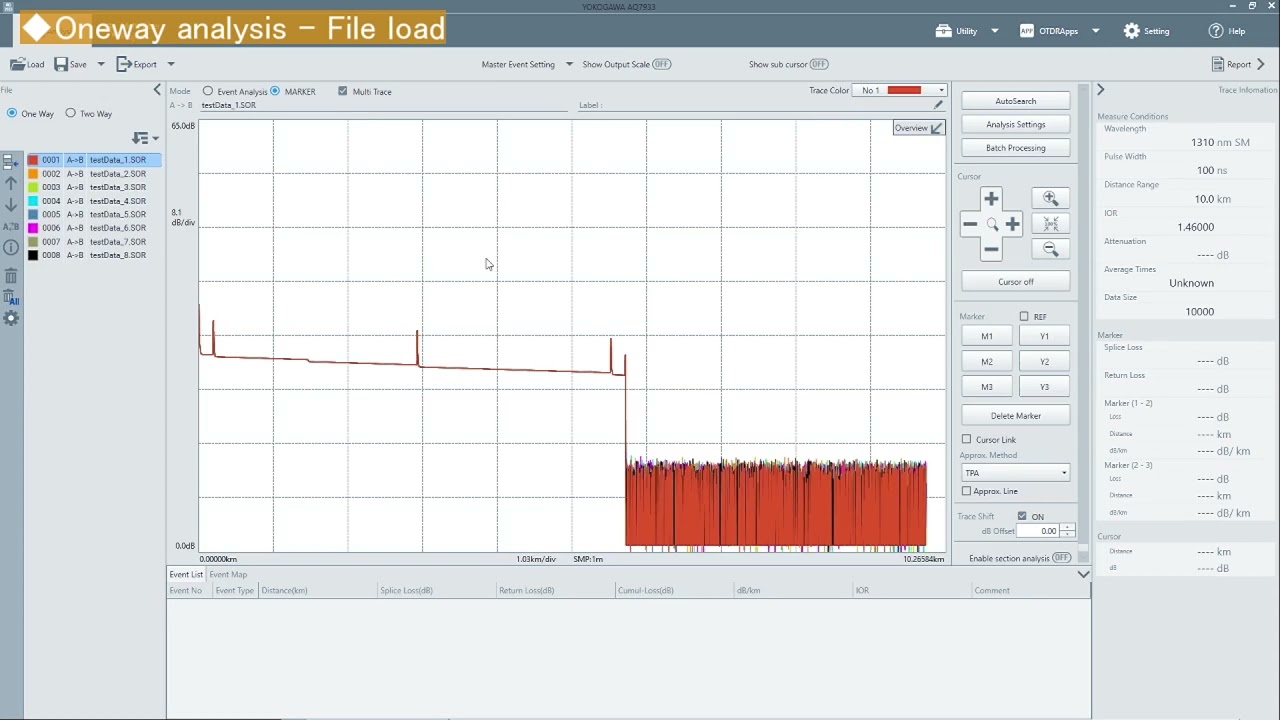 YOKOGAWA AQ7933
◆Oneway analysis - File load
Utility
OTDRApps
Setting
Help
Load
Save
Export
Master Event Setting
Show Output Scale OFF
Show sub cursor OFF
Report
File
One Way
Two Way
0001 A->B testData_1.SOR
0002 A->B testData_2.SOR
0003 A->B testData_3.SOR
0004 A->B testData_4.SOR
0005 A->B testData_5.SOR
0006 A->B testData_6.SOR
0007 A->B testData_7.SOR
0008 A->B testData_8.SOR
All
Mode Event Analysis MARKER Multi Trace
Trace Color No 1
A -> B testData_1.SOR
Label :
65.0dB
Overview
8.1
dB/div
0.0dB
0.00000km
1.03km/div
SMP:1m
10.26584km
Event List Event Map
Event No Event Type Distance(km) Splice Loss(dB) Return Loss(dB) Cumul-Loss(dB) dB/km IOR Comment
AutoSearch
Analysis Settings
Batch Processing
Cursor
Cursor off
Marker REF
M1 Y1
M2 Y2
M3 Y3
Delete Marker
Cursor Link
Approx. Method
TPA
Approx. Line
Trace Shift ON
dB Offset 0.00
Enable section analysis OFF
Trace Infomation
Measure Conditions
Wavelength
1310 nm SM
Pulse Width
100 ns
Distance Range
10.0 km
IOR
1.46000
Attenuation
---- dB
Average Times
Unknown
Data Size
10000
Marker
Splice Loss
---- dB
Return Loss
---- dB
Marker (1 - 2)
Loss ---- dB
Distance ---- km
dB/km ---- dB/ km
Marker (2 - 3)
Loss ---- dB
Distance ---- km
dB/km ---- dB/ km
Cursor
Distance ---- km
dB ---- dB